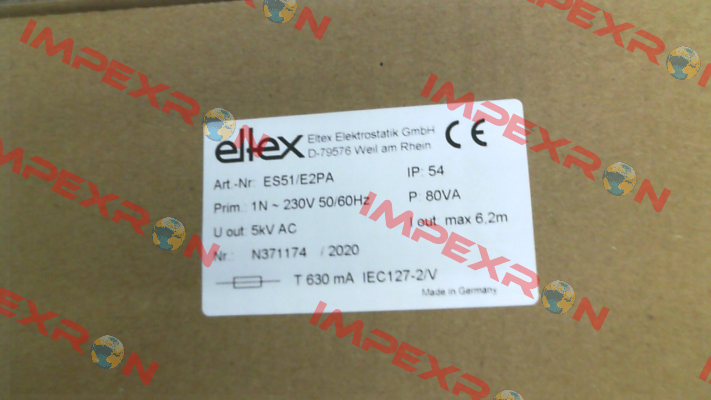 eltex
Eltex Elektrostatik GmbH
D-79576 Weil am Rhein
CE
Art.-Nr: ES51/E2PA IP: 54
Prim.: 1N ~ 230V 50/60Hz P: 80VA
U out 5kV AC I out max 6,2m
Nr.: N371174 / 2020
T 630 mA IEC127-2/V
Made in Germany
IMPEXRON
IMPEXRON
IMPEXRON
IMPEXRON
IMPEXRON
IMPEXRON